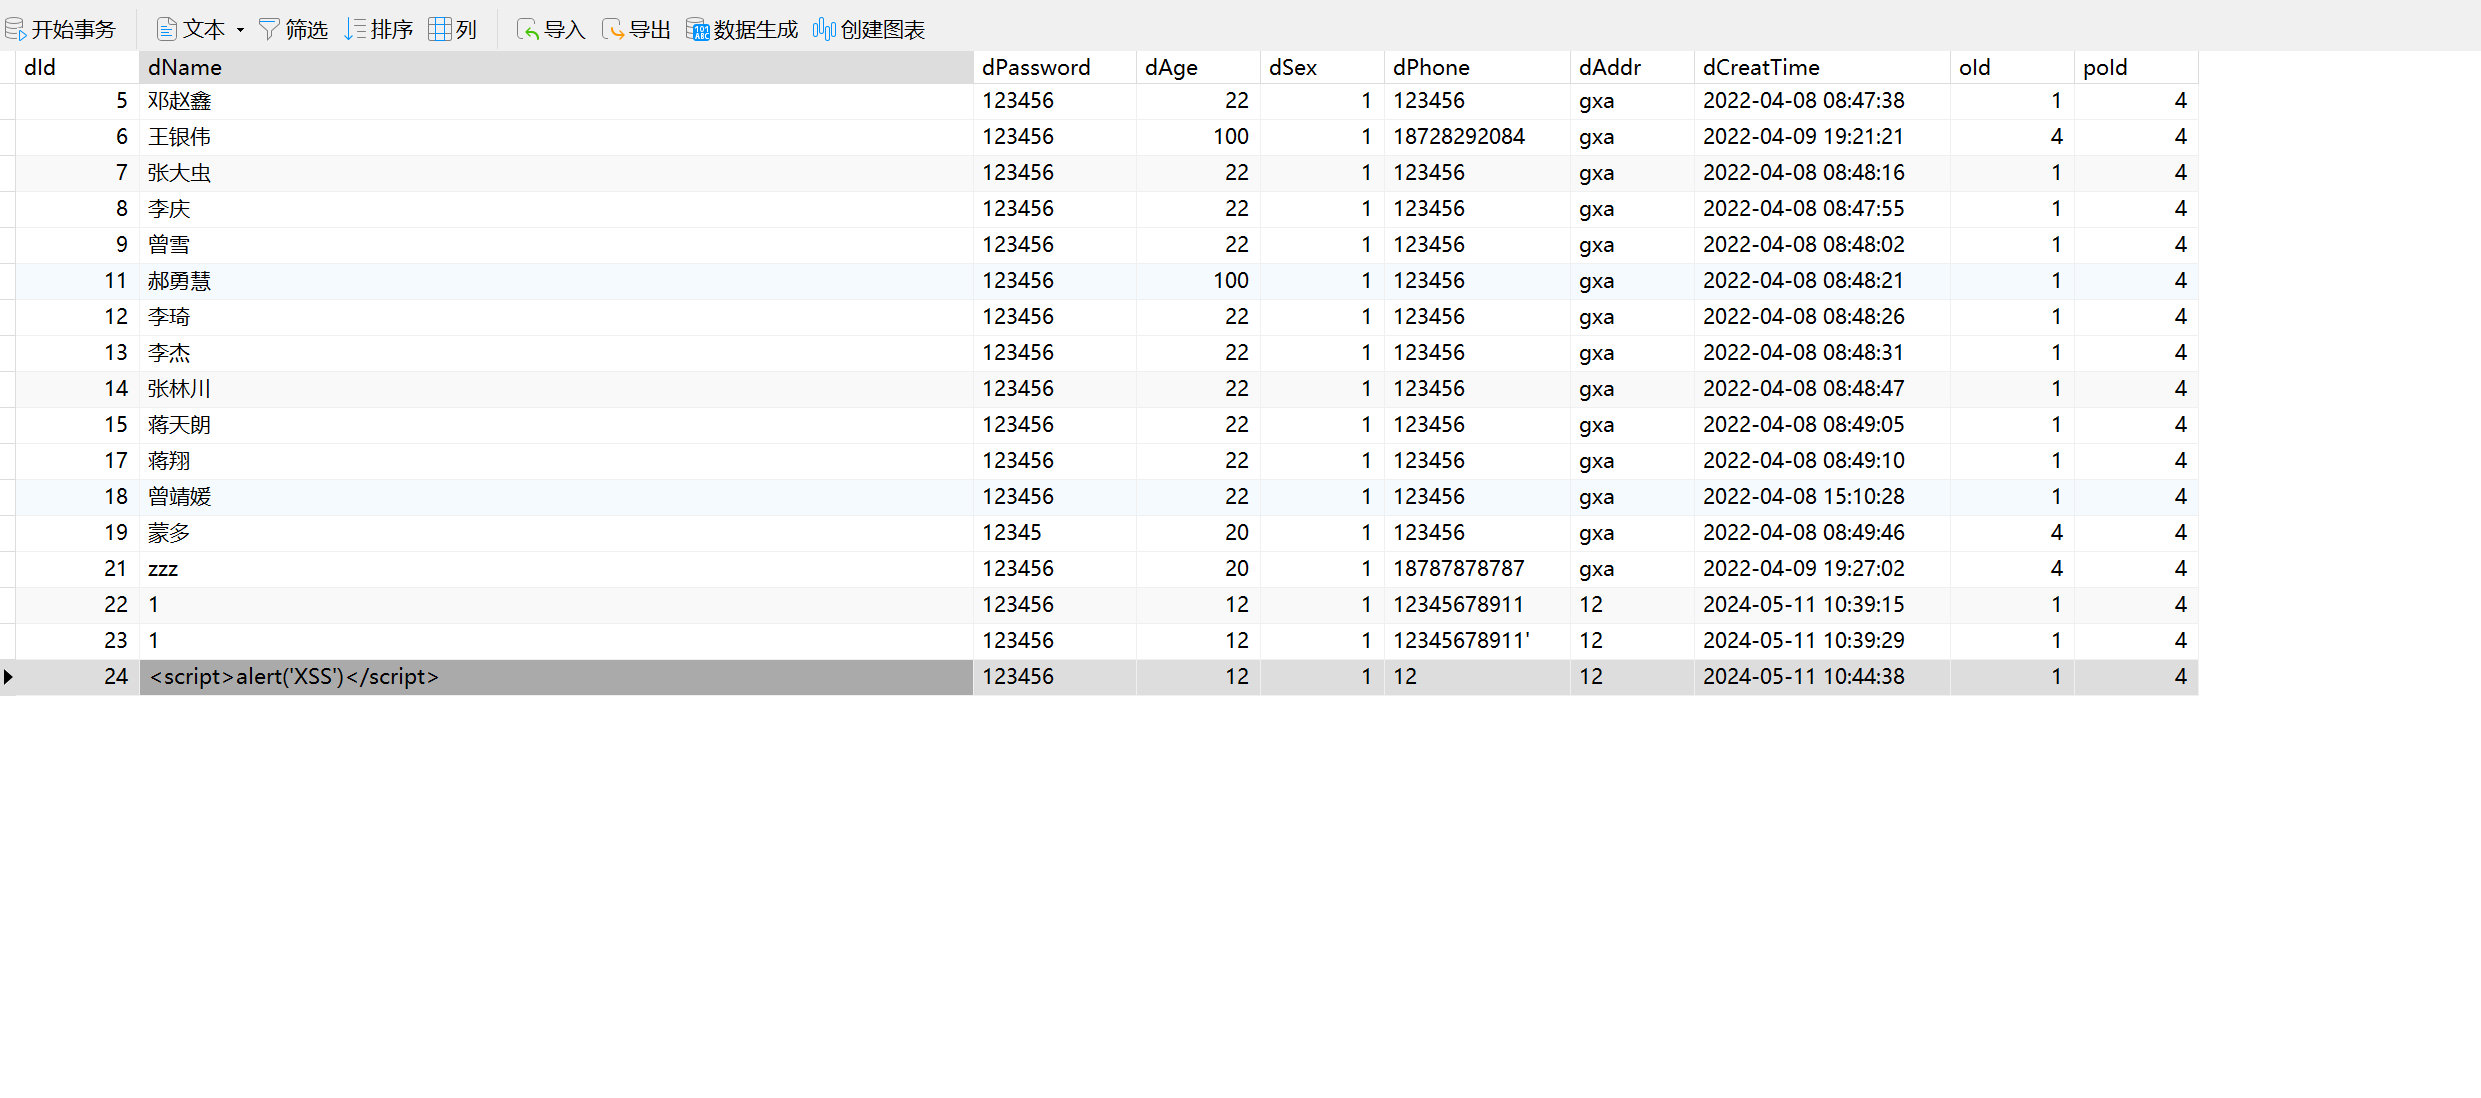 开始事务 文本 筛选 排序 列 导入 导出 数据生成 创建图表
dId dName dPassword dAge dSex dPhone dAddr dCreatTime oId poId
5 邓赵鑫 123456 22 1 123456 gxa 2022-04-08 08:47:38 1 4
6 王银伟 123456 100 1 18728292084 gxa 2022-04-09 19:21:21 4 4
7 张大虫 123456 22 1 123456 gxa 2022-04-08 08:48:16 1 4
8 李庆 123456 22 1 123456 gxa 2022-04-08 08:47:55 1 4
9 曾雪 123456 22 1 123456 gxa 2022-04-08 08:48:02 1 4
11 郝勇慧 123456 100 1 123456 gxa 2022-04-08 08:48:21 1 4
12 李琦 123456 22 1 123456 gxa 2022-04-08 08:48:26 1 4
13 李杰 123456 22 1 123456 gxa 2022-04-08 08:48:31 1 4
14 张林川 123456 22 1 123456 gxa 2022-04-08 08:48:47 1 4
15 蒋天朗 123456 22 1 123456 gxa 2022-04-08 08:49:05 1 4
17 蒋翔 123456 22 1 123456 gxa 2022-04-08 08:49:10 1 4
18 曾靖媛 123456 22 1 123456 gxa 2022-04-08 15:10:28 1 4
19 蒙多 12345 20 1 123456 gxa 2022-04-08 08:49:46 4 4
21 zzz 123456 20 1 18787878787 gxa 2022-04-09 19:27:02 4 4
22 1 123456 12 1 12345678911 12 2024-05-11 10:39:15 1 4
23 1 123456 12 1 12345678911' 12 2024-05-11 10:39:29 1 4
24 <script>alert('XSS')</script> 123456 12 1 12 12 2024-05-11 10:44:38 1 4